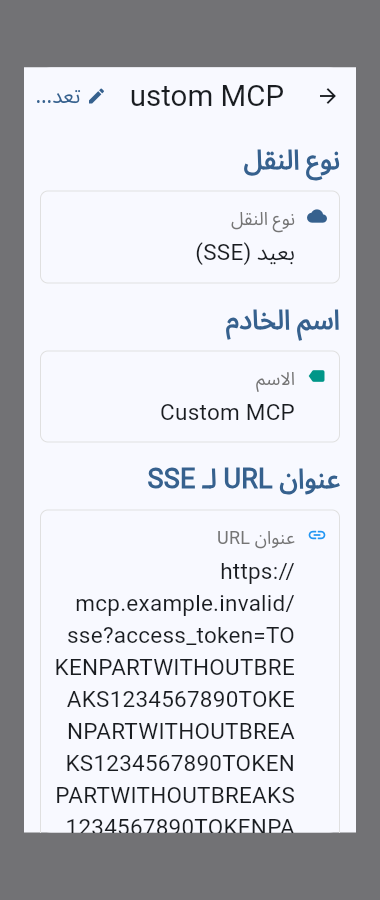 ustom MCP
تعد...
نوع النقل
نوع النقل
بعيد (SSE)
اسم الخادم
الاسم
Custom MCP
عنوان URL لـ SSE
عنوان URL
https://
mcp.example.invalid/
sse?access_token=TO
KENPARTWITHOUTBRE
AKS1234567890TOKE
NPARTWITHOUTBREA
KS1234567890TOKEN
PARTWITHOUTBREAKS
1234567890TOKENPA